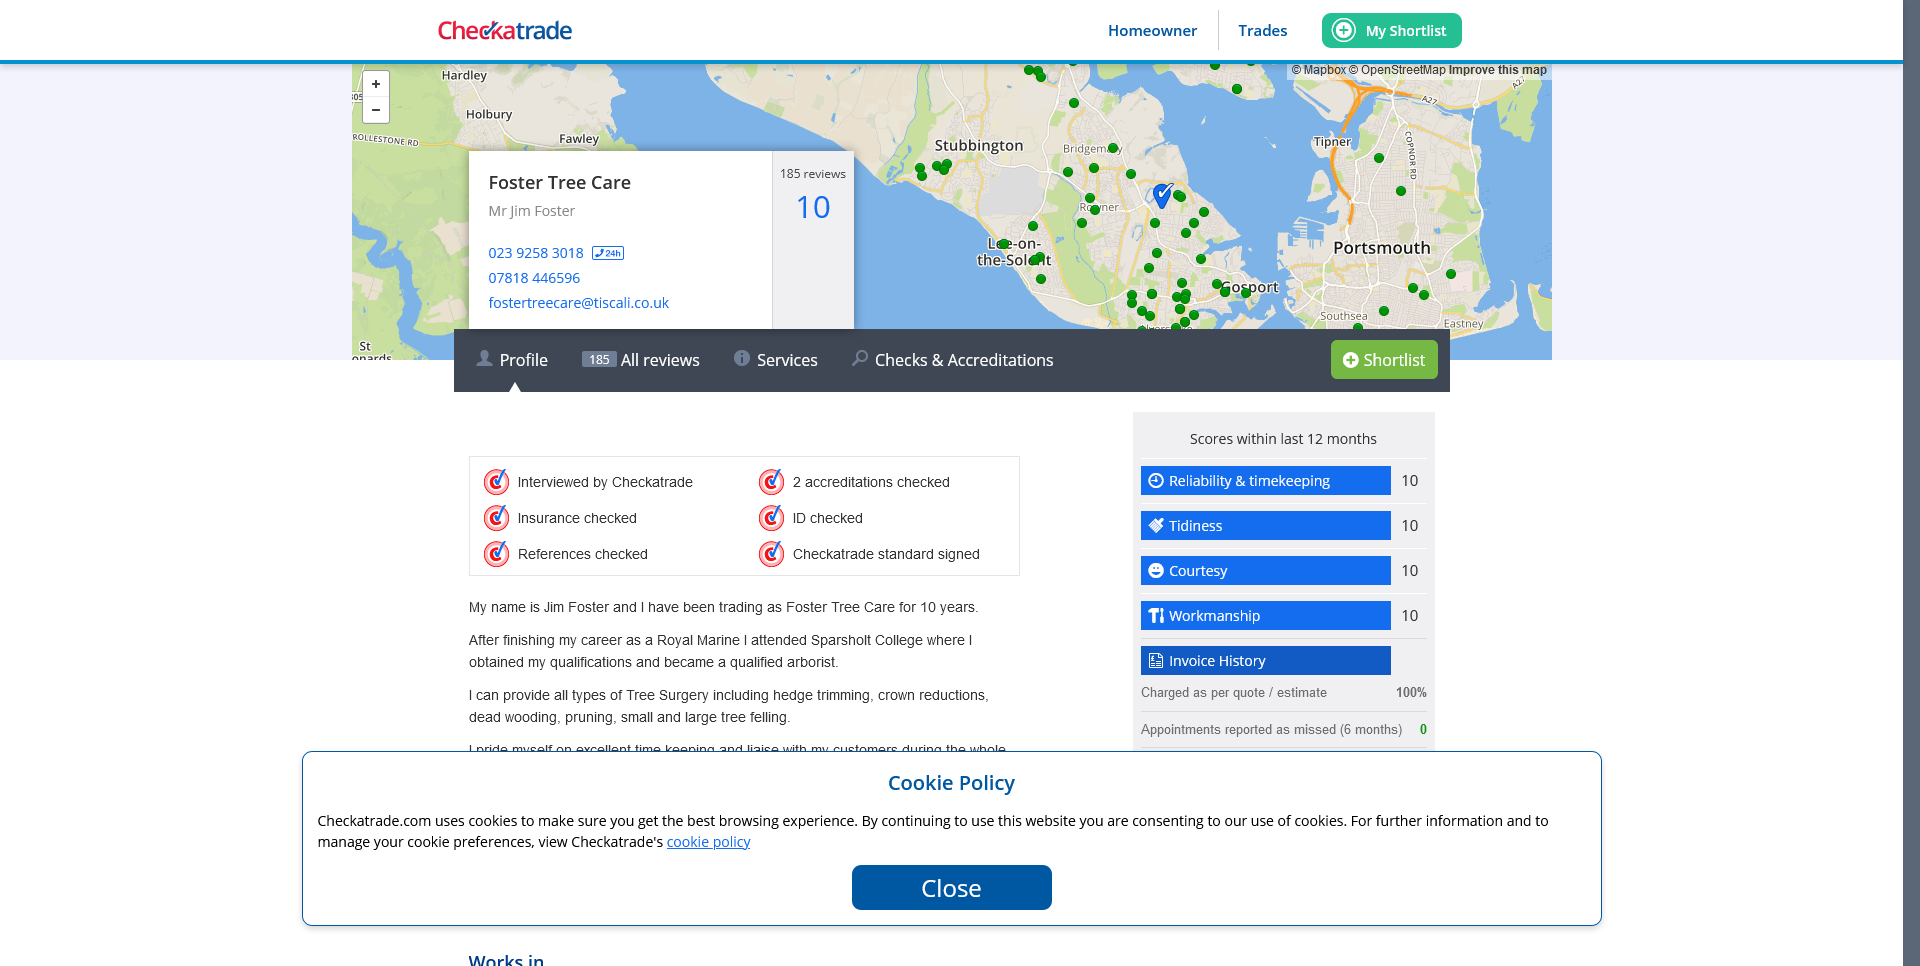 Checkatrade
Homeowner
Trades
My Shortlist
+
−
© Mapbox © OpenStreetMap Improve this map
Hardley
Holbury
ROLLESTONE RD
Fawley
Stubbington
Tipner
A27
COPNOR RD
Lee-on-
the-Solent
Portsmouth
Gosport
Southsea
Eastney
St
Foster Tree Care
Mr Jim Foster
023 9258 3018 24h
07818 446596
fostertreecare@tiscali.co.uk
185 reviews
10
Profile
185 All reviews
Services
Checks & Accreditations
Shortlist
Interviewed by Checkatrade
2 accreditations checked
Insurance checked
ID checked
References checked
Checkatrade standard signed
My name is Jim Foster and I have been trading as Foster Tree Care for 10 years.
After finishing my career as a Royal Marine I attended Sparsholt College where I
obtained my qualifications and became a qualified arborist.
I can provide all types of Tree Surgery including hedge trimming, crown reductions,
dead wooding, pruning, small and large tree felling.
I pride myself on excellent time keeping and liaise with my customers during the whole
Scores within last 12 months
Reliability & timekeeping 10
Tidiness 10
Courtesy 10
Workmanship 10
Invoice History
Charged as per quote / estimate 100%
Appointments reported as missed (6 months) 0
Cookie Policy
Checkatrade.com uses cookies to make sure you get the best browsing experience. By continuing to use this website you are consenting to our use of cookies. For further information and to
manage your cookie preferences, view Checkatrade's cookie policy
Close
Works in